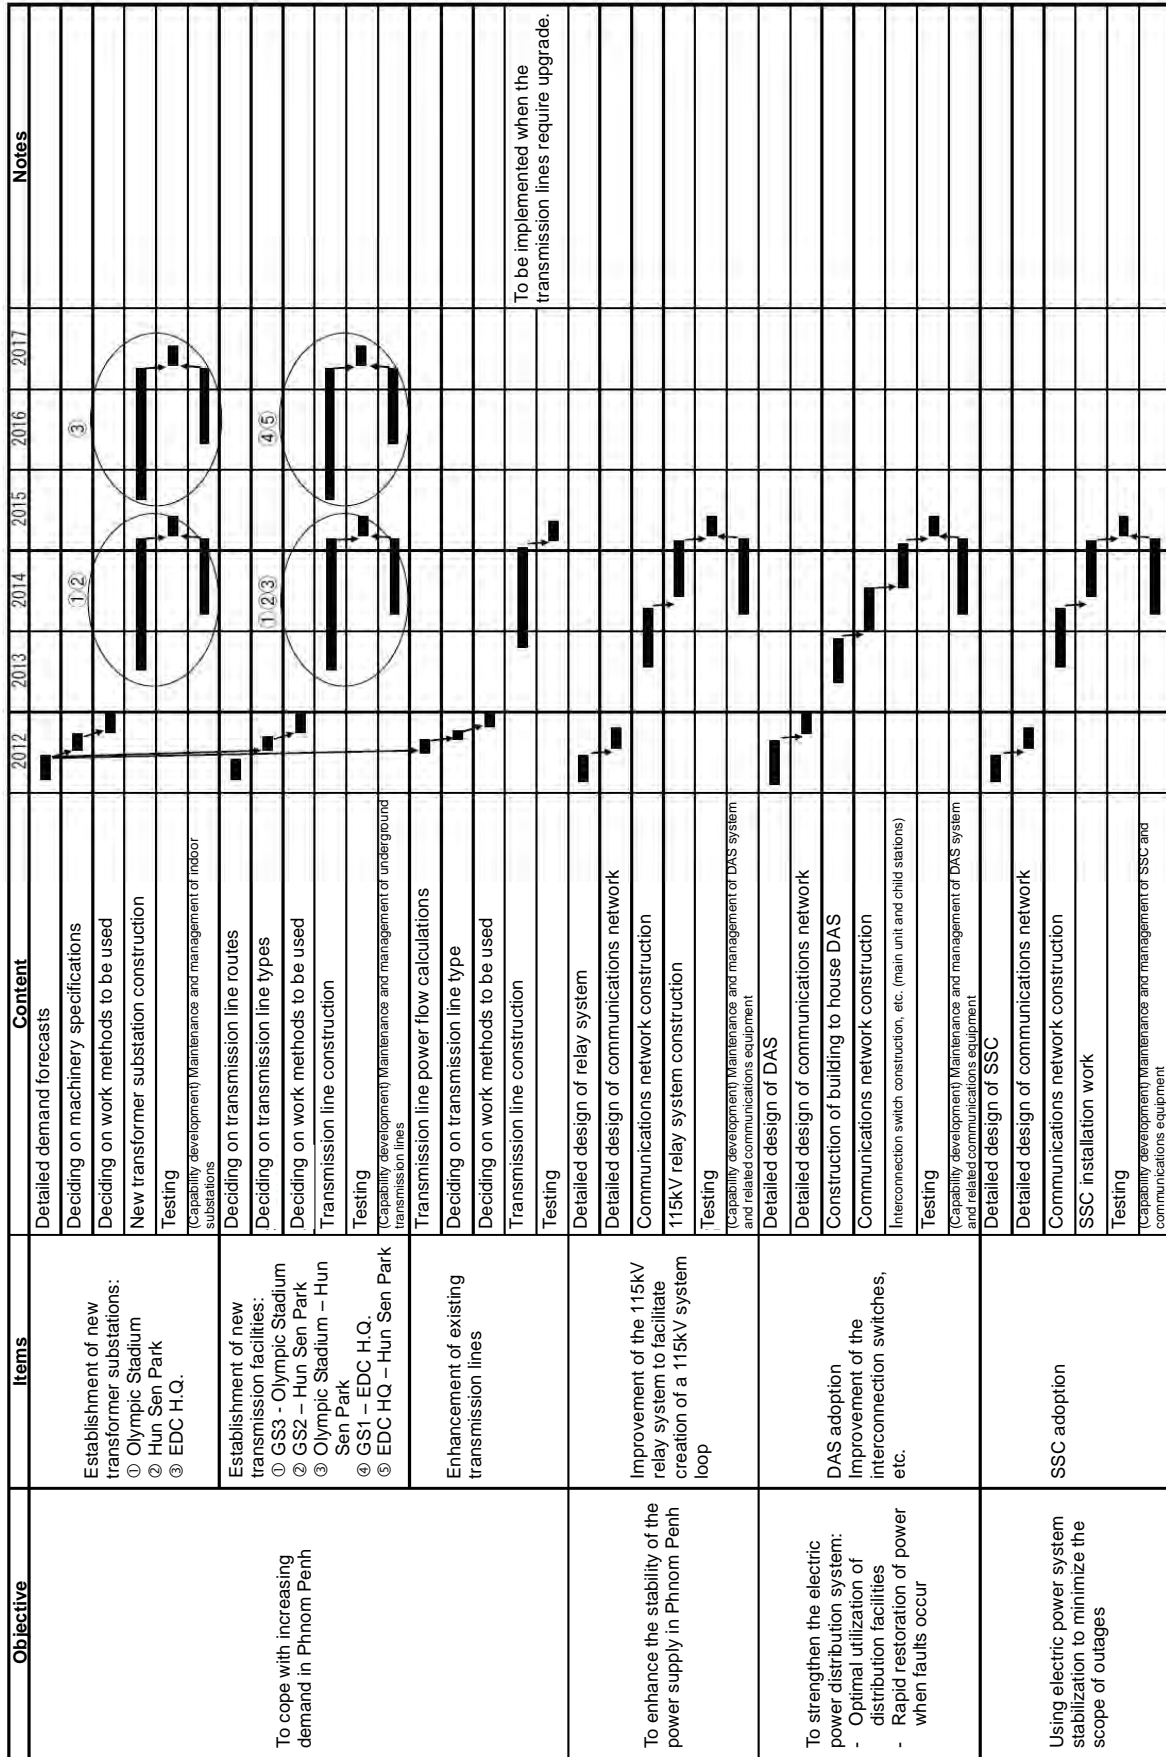 Objective
Items
Content
2012
2013
2014
2015
2016
2017
Notes
To cope with increasing
demand in Phnom Penh
Establishment of new
transformer substations:
① Olympic Stadium
② Hun Sen Park
③ EDC H.Q.
Detailed demand forecasts
Deciding on machinery specifications
Deciding on work methods to be used
New transformer substation construction
Testing
(Capability development) Maintenance and management of indoor
substations
①②
③
Establishment of new
transmission facilities:
① GS3 - Olympic Stadium
② GS2 – Hun Sen Park
③ Olympic Stadium – Hun
Sen Park
④ GS1 – EDC H.Q.
⑤ EDC HQ – Hun Sen Park
Deciding on transmission line routes
Deciding on transmission line types
Deciding on work methods to be used
Transmission line construction
Testing
(Capability development) Maintenance and management of underground
transmission lines
①②③
④⑤
Enhancement of existing
transmission lines
Transmission line power flow calculations
Deciding on transmission line type
Deciding on work methods to be used
Transmission line construction
Testing
To be implemented when the
transmission lines require upgrade.
To enhance the stability of the
power supply in Phnom Penh
Improvement of the 115kV
relay system to facilitate
creation of a 115kV system
loop
Detailed design of relay system
Detailed design of communications network
Communications network construction
115kV relay system construction
Testing
(Capability development) Maintenance and management of DAS system
and related communications equipment
To strengthen the electric
power distribution system:
- Optimal utilization of
distribution facilities
- Rapid restoration of power
when faults occur
DAS adoption
Improvement of the
interconnection switches,
etc.
Detailed design of DAS
Detailed design of communications network
Construction of building to house DAS
Communications network construction
Interconnection switch construction, etc. (main unit and child stations)
Testing
(Capability development) Maintenance and management of DAS system
and related communications equipment
Using electric power system
stabilization to minimize the
scope of outages
SSC adoption
Detailed design of SSC
Detailed design of communications network
Communications network construction
SSC installation work
Testing
(Capability development) Maintenance and management of SSC and
communications equipment